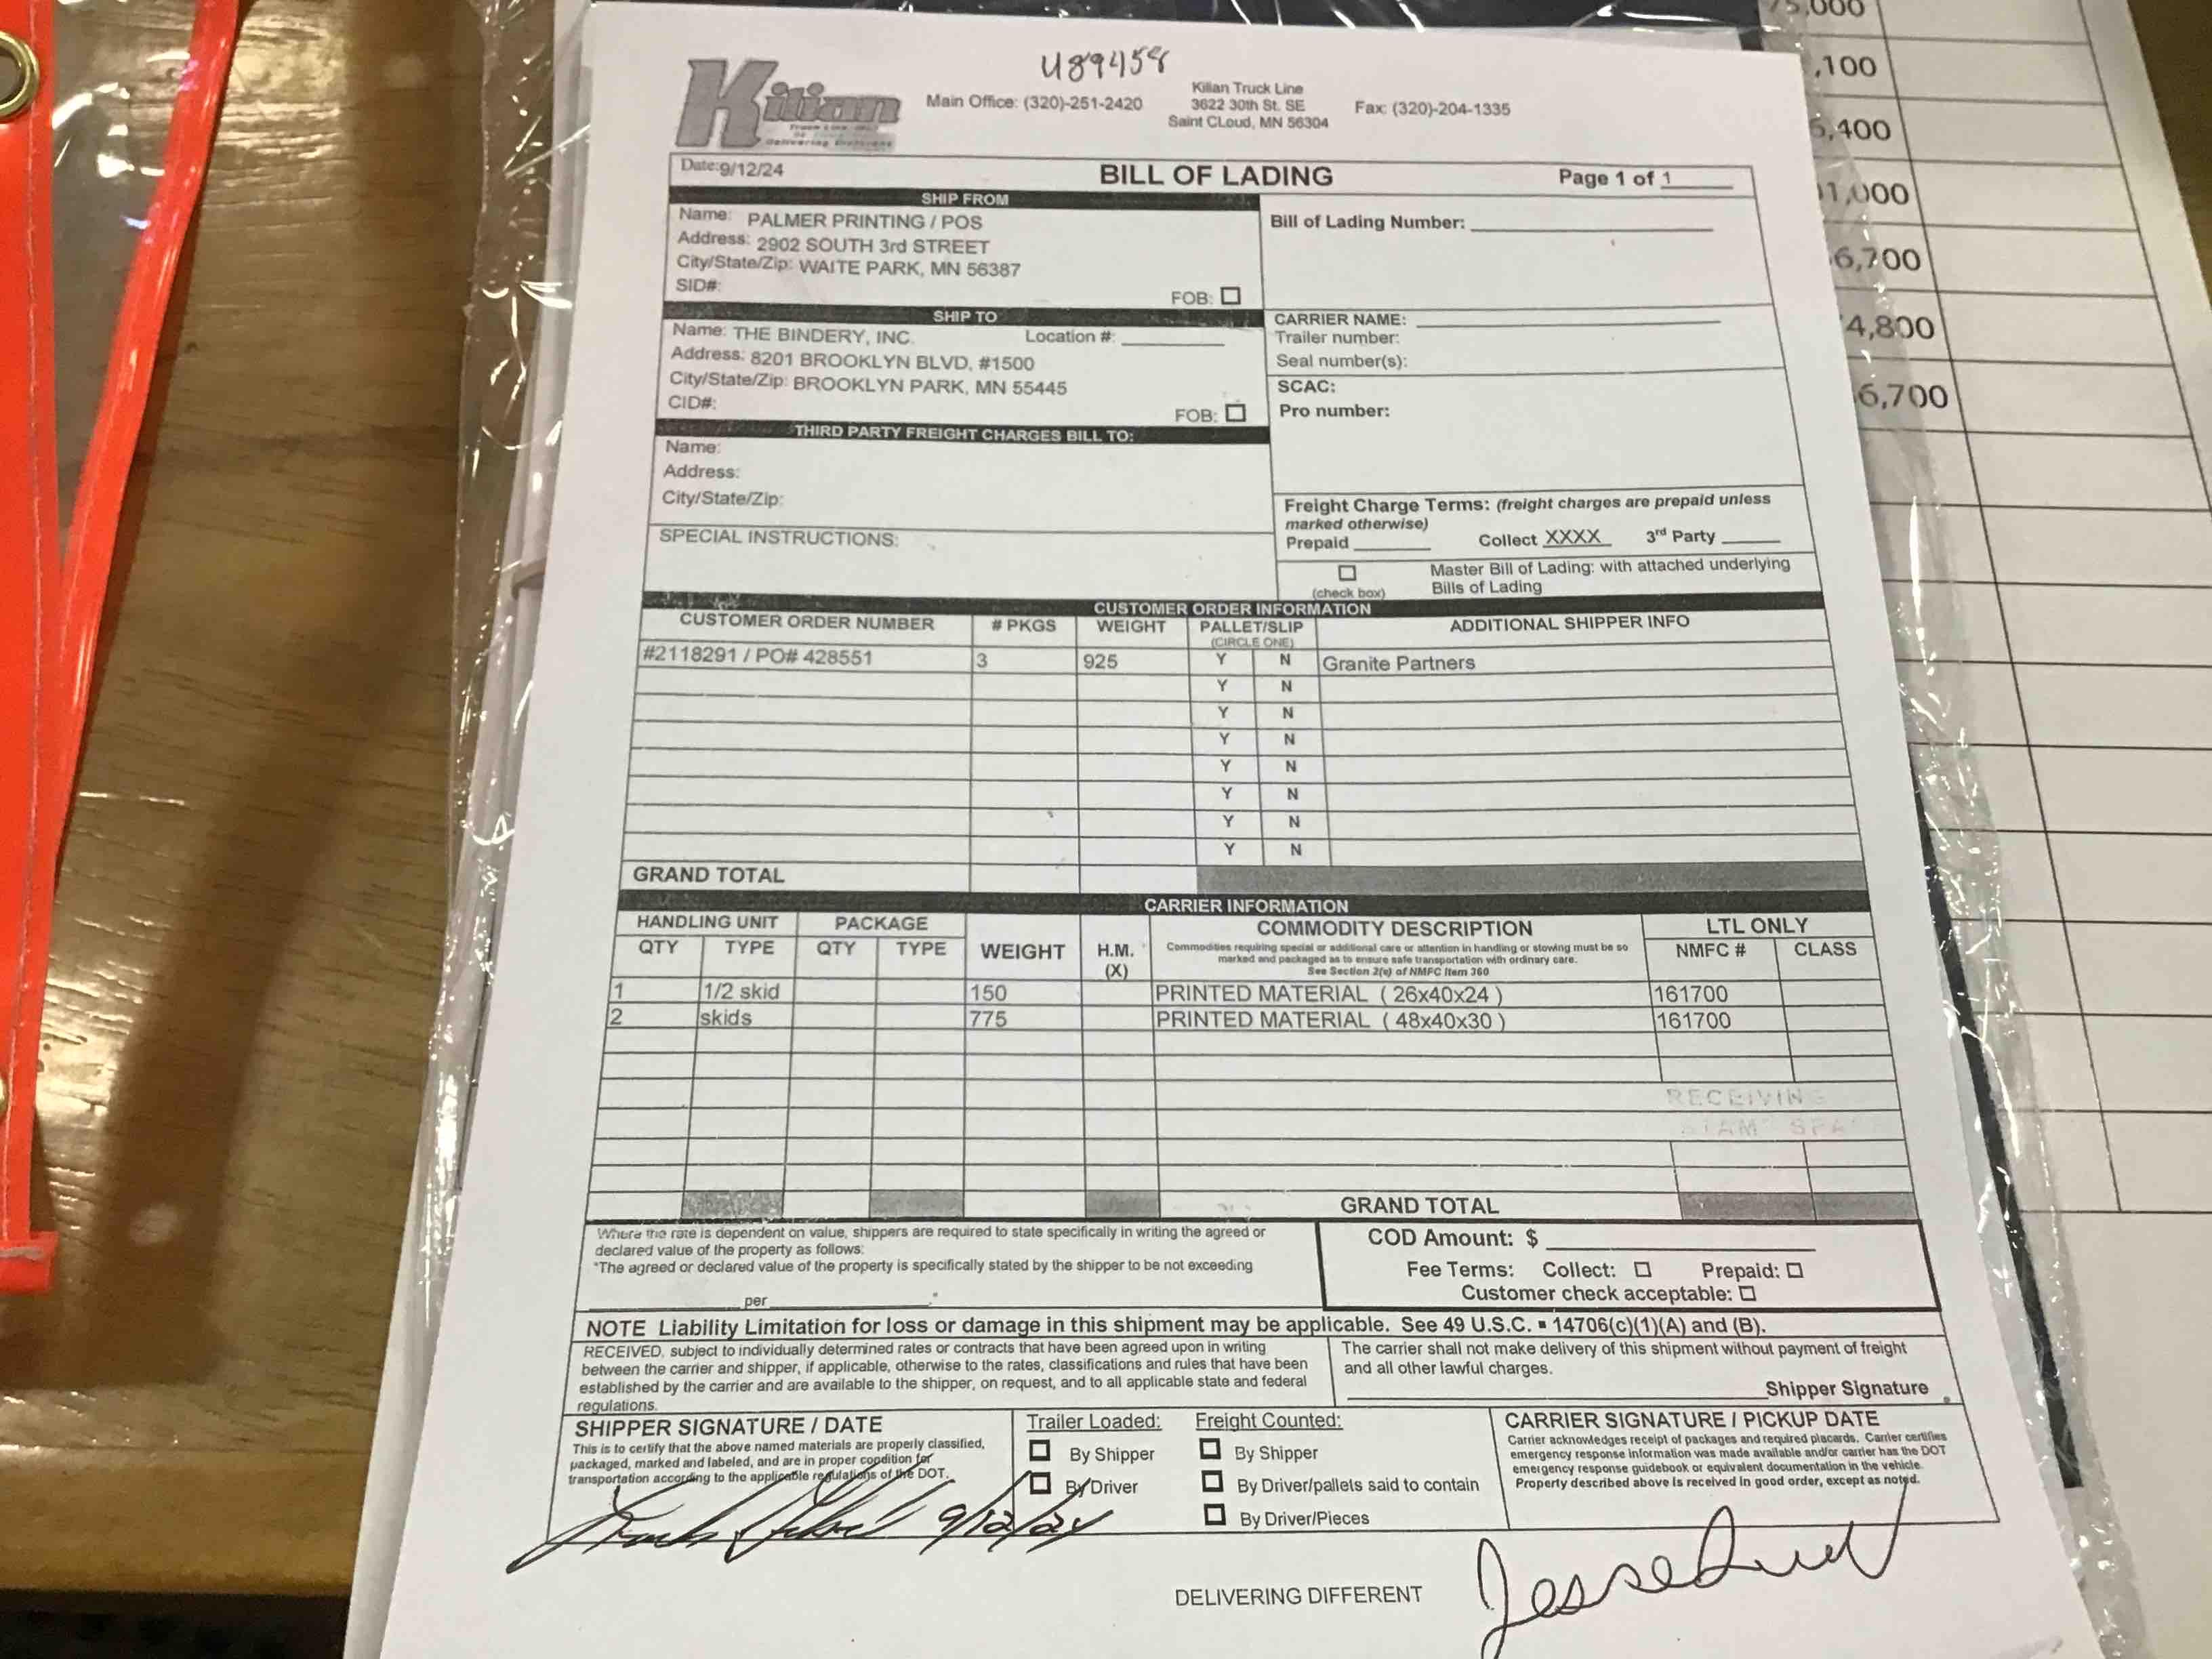 Kilian
Delivering Different
Main Office: (320)-251-2420
Kilian Truck Line
3622 30th St. SE
Saint CLoud, MN 56304
Fax: (320)-204-1335
Date:9/12/24
BILL OF LADING
Page 1 of 1
SHIP FROM
Name: PALMER PRINTING / POS
Address: 2902 SOUTH 3rd STREET
City/State/Zip: WAITE PARK, MN 56387
SID#:
FOB:
Bill of Lading Number:
SHIP TO
Name: THE BINDERY, INC. Location #:
Address: 8201 BROOKLYN BLVD, #1500
City/State/Zip: BROOKLYN PARK, MN 55445
CID#:
FOB:
CARRIER NAME:
Trailer number:
Seal number(s):
SCAC:
Pro number:
THIRD PARTY FREIGHT CHARGES BILL TO:
Name:
Address:
City/State/Zip:
SPECIAL INSTRUCTIONS:
Freight Charge Terms: (freight charges are prepaid unless
marked otherwise)
Prepaid Collect XXXX 3rd Party
(check box)
Master Bill of Lading: with attached underlying
Bills of Lading
CUSTOMER ORDER INFORMATION
CUSTOMER ORDER NUMBER # PKGS WEIGHT PALLET/SLIP ADDITIONAL SHIPPER INFO
(CIRCLE ONE)
#2118291 / PO# 428551 3 925 Y N Granite Partners
Y N
Y N
Y N
Y N
Y N
Y N
Y N
GRAND TOTAL
CARRIER INFORMATION
HANDLING UNIT PACKAGE COMMODITY DESCRIPTION LTL ONLY
QTY TYPE QTY TYPE WEIGHT H.M. (X) NMFC # CLASS
Commodities requiring special or additional care or attention in handling or stowing must be so
marked and packaged as to ensure safe transportation with ordinary care.
See Section 2(e) of NMFC Item 360
1 1/2 skid 150 PRINTED MATERIAL ( 26x40x24 ) 161700
2 skids 775 PRINTED MATERIAL ( 48x40x30 ) 161700
GRAND TOTAL
Where the rate is dependent on value, shippers are required to state specifically in writing the agreed or
declared value of the property as follows:
"The agreed or declared value of the property is specifically stated by the shipper to be not exceeding
per ."
COD Amount: $
Fee Terms: Collect: Prepaid:
Customer check acceptable:
NOTE Liability Limitation for loss or damage in this shipment may be applicable. See 49 U.S.C. ▪ 14706(c)(1)(A) and (B).
RECEIVED, subject to individually determined rates or contracts that have been agreed upon in writing
between the carrier and shipper, if applicable, otherwise to the rates, classifications and rules that have been
established by the carrier and are available to the shipper, on request, and to all applicable state and federal
regulations.
The carrier shall not make delivery of this shipment without payment of freight
and all other lawful charges.
Shipper Signature
SHIPPER SIGNATURE / DATE
This is to certify that the above named materials are properly classified,
packaged, marked and labeled, and are in proper condition for
transportation according to the applicable regulations of the DOT.
9/12/24
Trailer Loaded:
By Shipper
By Driver
Freight Counted:
By Shipper
By Driver/pallets said to contain
By Driver/Pieces
CARRIER SIGNATURE / PICKUP DATE
Carrier acknowledges receipt of packages and required placards. Carrier certifies
emergency response information was made available and/or carrier has the DOT
emergency response guidebook or equivalent documentation in the vehicle.
Property described above is received in good order, except as noted.
Jesse
DELIVERING DIFFERENT
,100
6,700
4,800
6,700